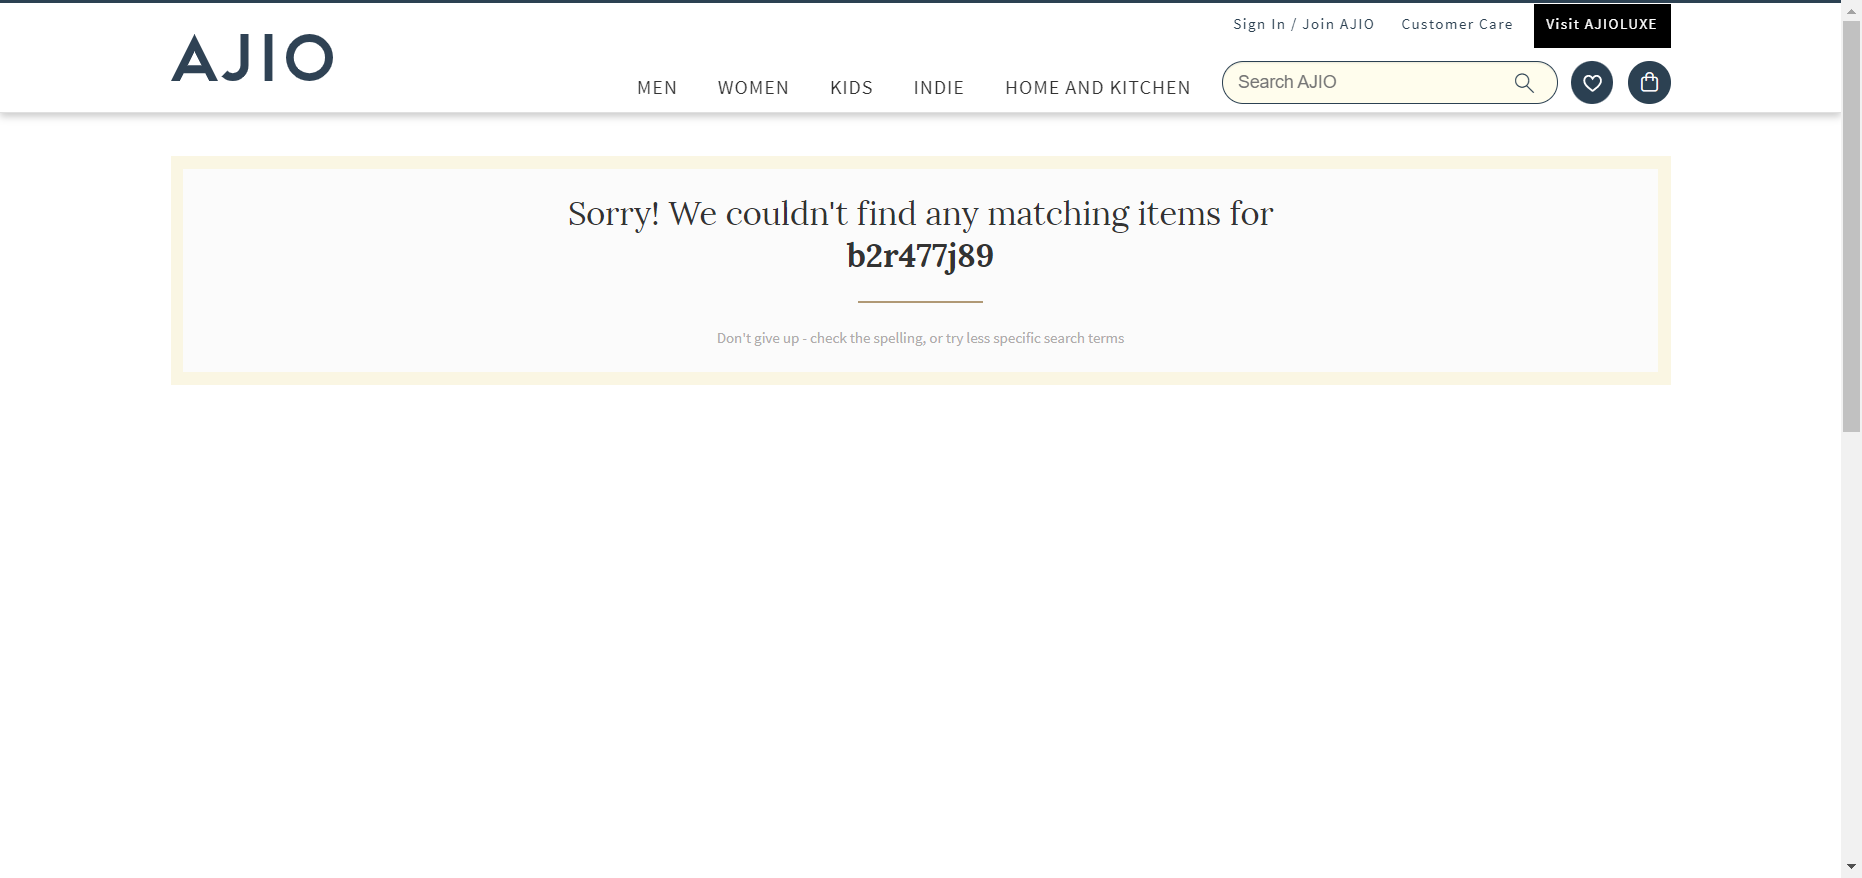 Sign In / Join AJIO
Customer Care
Visit AJIOLUXE
AJIO
MEN
WOMEN
KIDS
INDIE
HOME AND KITCHEN
Search AJIO
Sorry! We couldn't find any matching items for
b2r477j89
Don't give up - check the spelling, or try less specific search terms